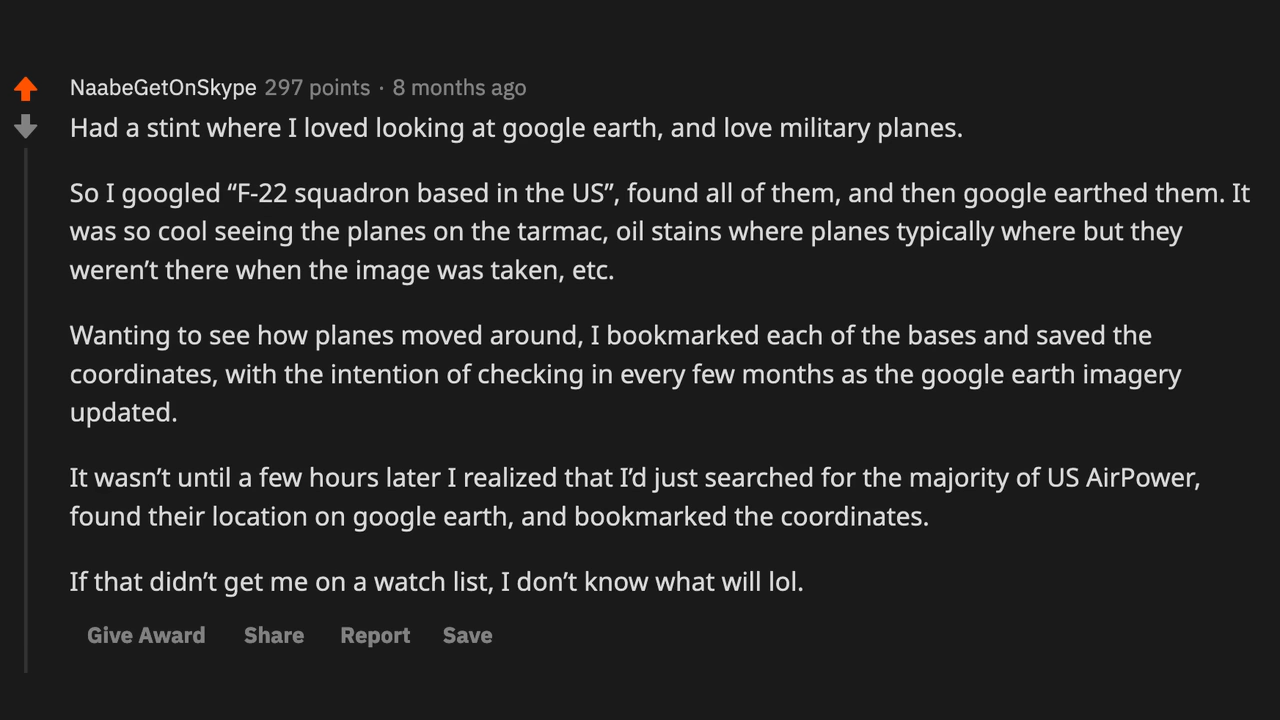 NaabeGetOnSkype 297 points · 8 months ago
Had a stint where I loved looking at google earth, and love military planes.
So I googled “F-22 squadron based in the US”, found all of them, and then google earthed them. It
was so cool seeing the planes on the tarmac, oil stains where planes typically where but they
weren’t there when the image was taken, etc.
Wanting to see how planes moved around, I bookmarked each of the bases and saved the
coordinates, with the intention of checking in every few months as the google earth imagery
updated.
It wasn’t until a few hours later I realized that I’d just searched for the majority of US AirPower,
found their location on google earth, and bookmarked the coordinates.
If that didn’t get me on a watch list, I don’t know what will lol.
Give Award Share Report Save